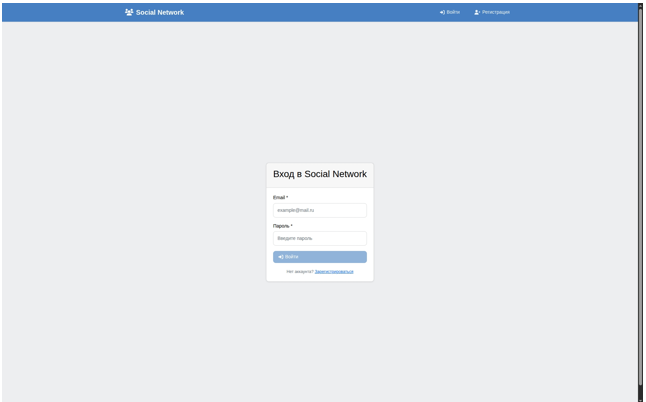 Social Network
Войти
Регистрация
Вход в Social Network
Email *
example@mail.ru
Пароль *
Введите пароль
Войти
Нет аккаунта? Зарегистрироваться